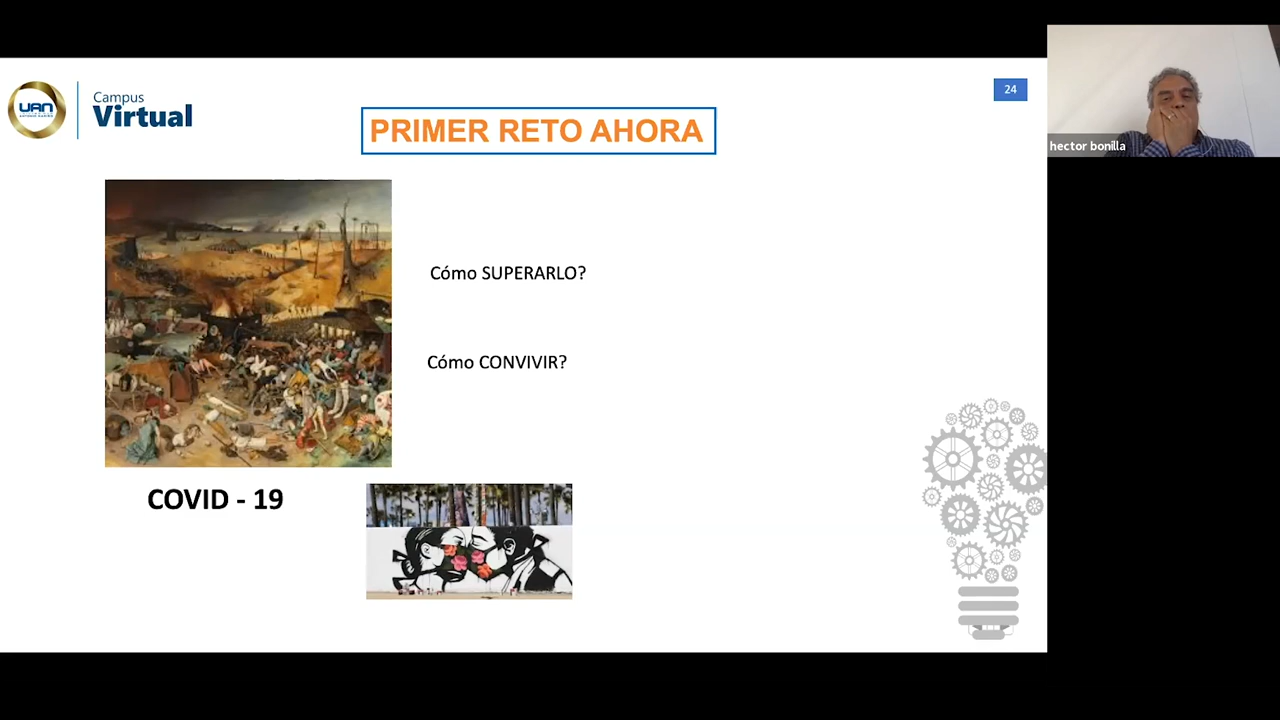 UAN
Campus
Virtual
PRIMER RETO AHORA
24
hector bonilla
Cómo SUPERARLO?
Cómo CONVIVIR?
COVID - 19